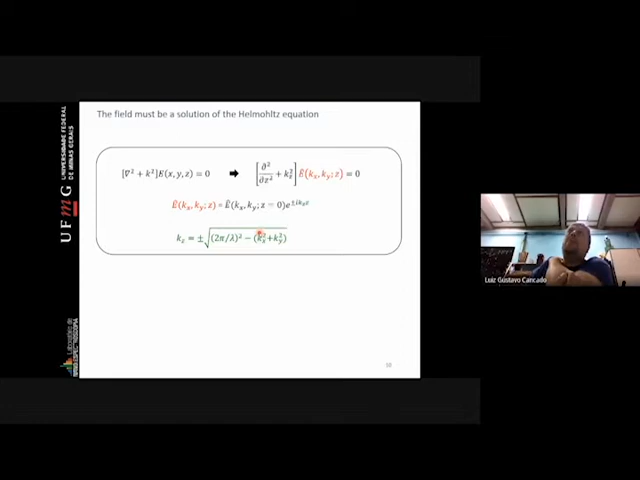 The field must be a solution of the Helmohltz equation
[∇² + k²]E(x, y, z) = 0 ➡ [∂²/∂z² + k_z²] Ê(k_x, k_y; z) = 0
Ê(k_x, k_y; z) = Ê(k_x, k_y; z = 0)e^{±ik_z z}
k_z = ±√((2π/λ)² − (k_x²+k_y²))
UFmG
UNIVERSIDADE FEDERAL
DE MINAS GERAIS
Luiz Gustavo Cancado